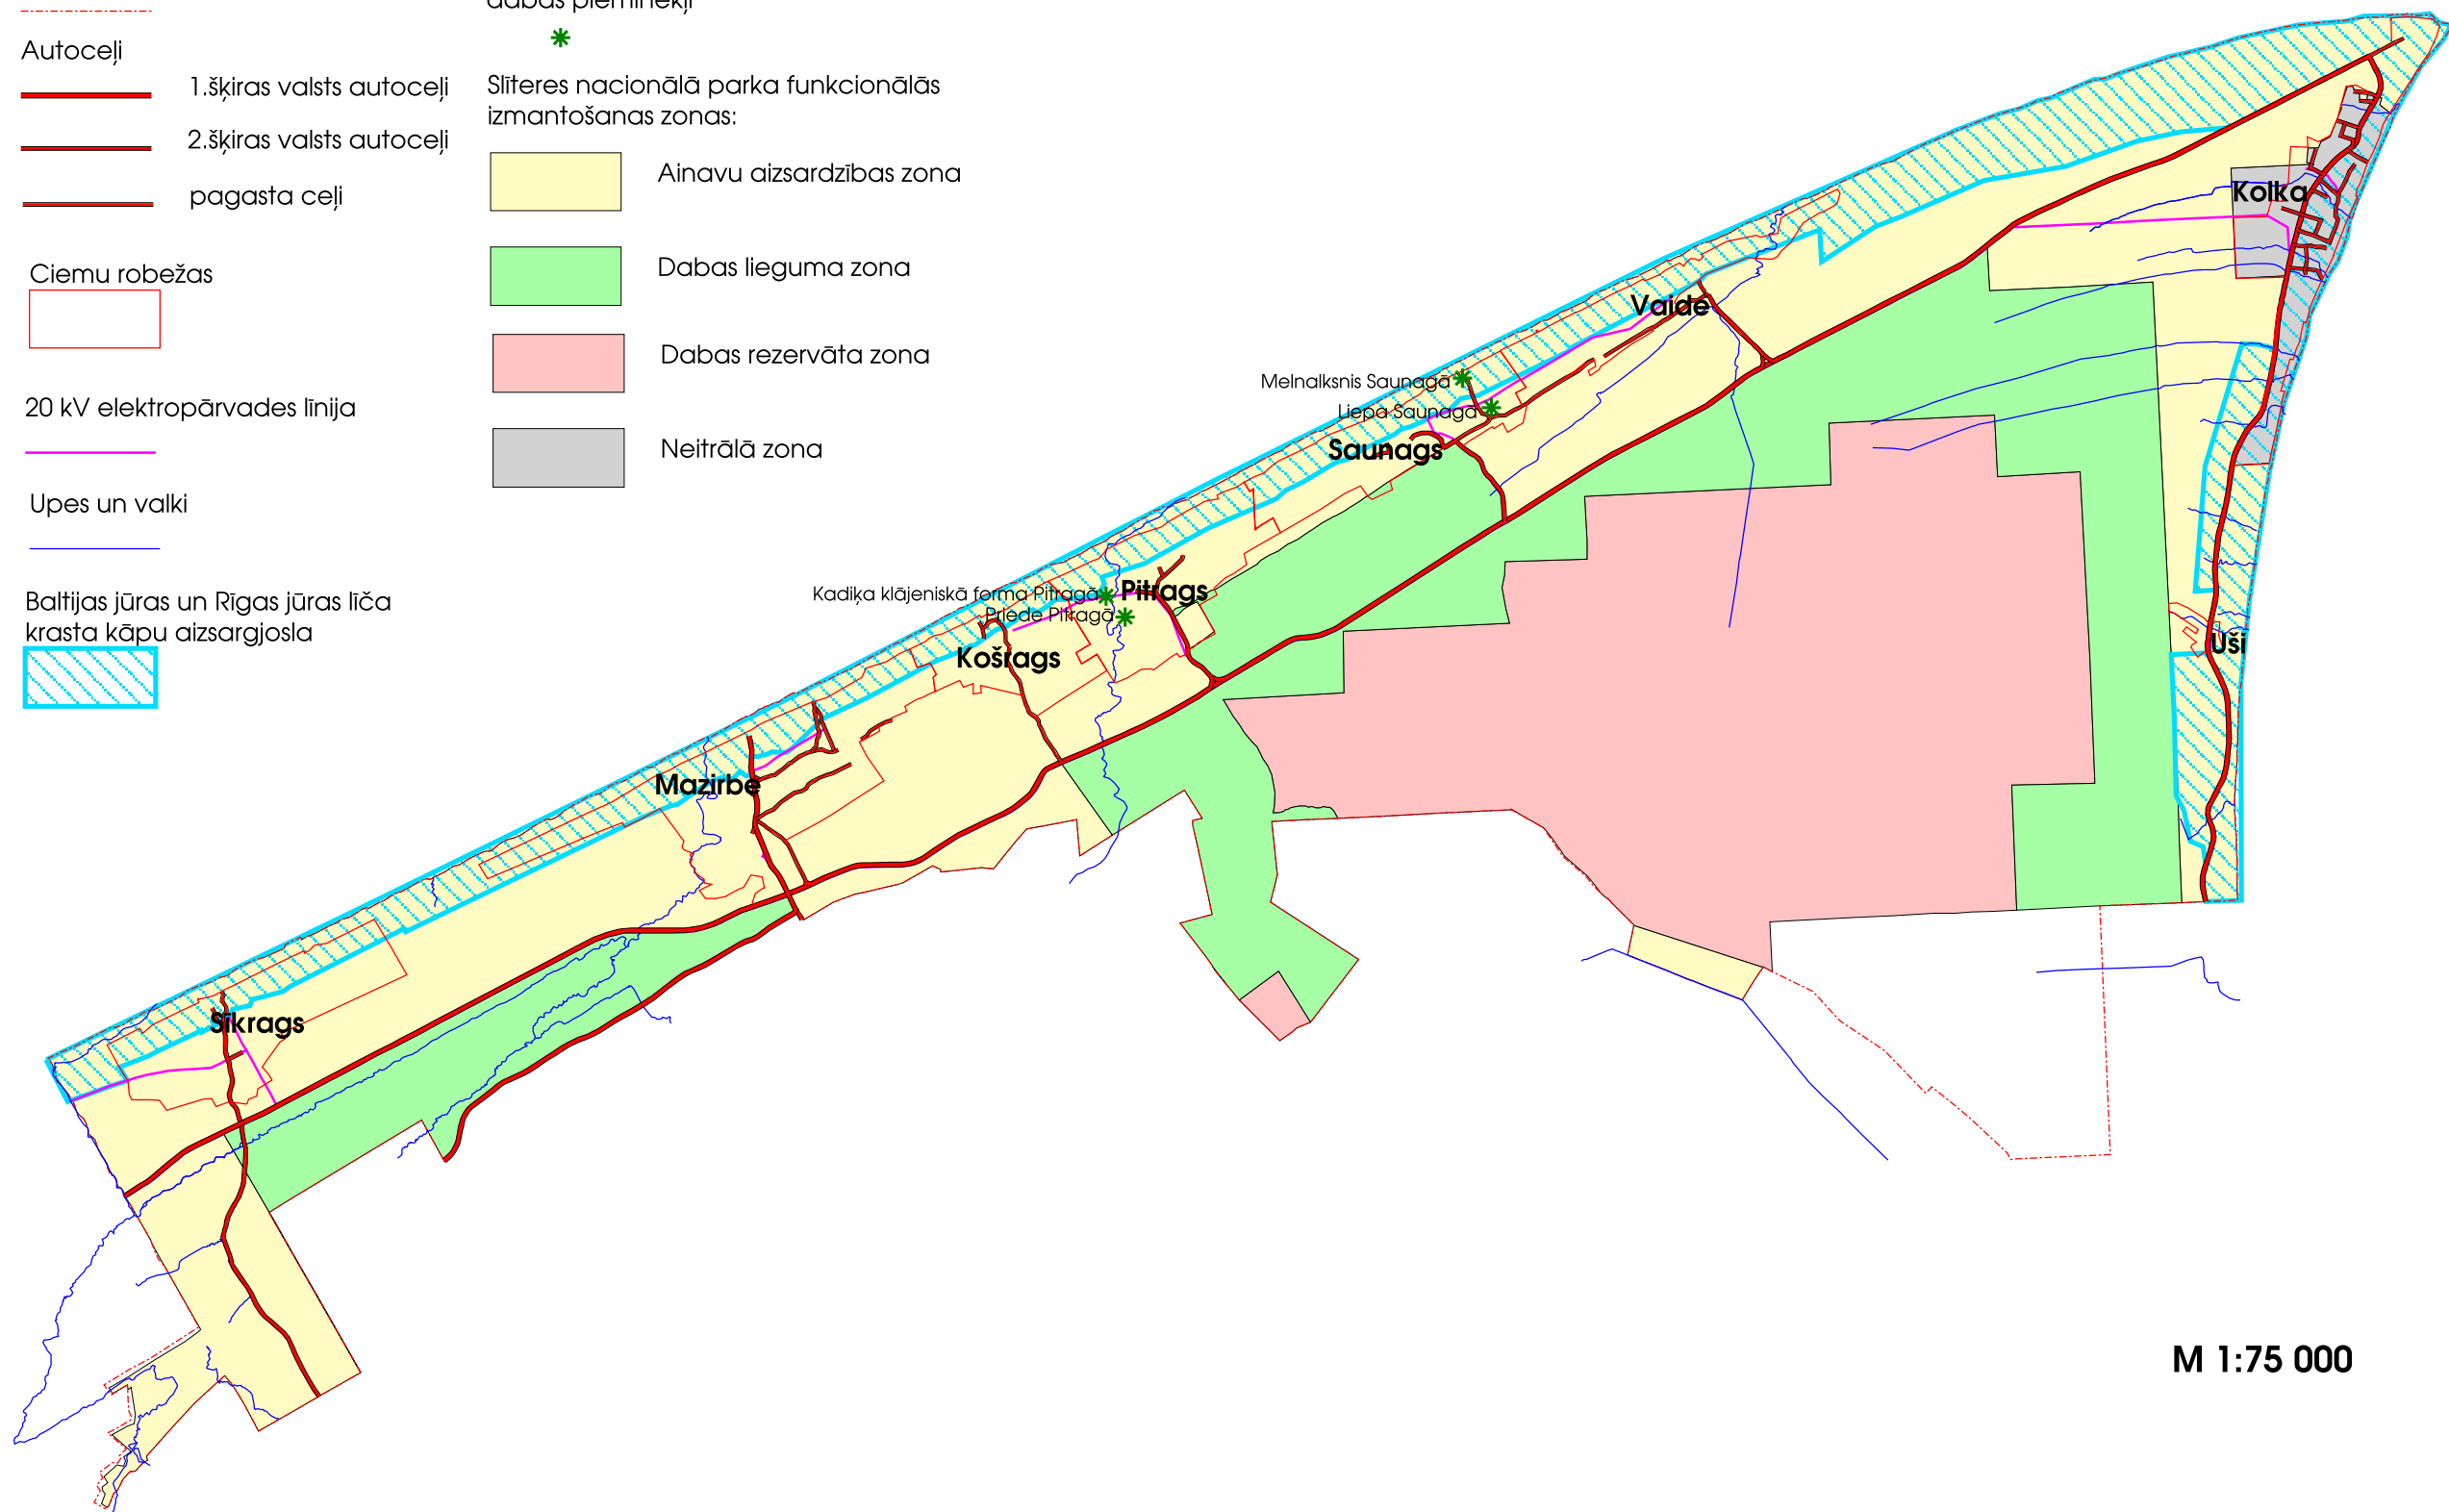 Autoceļi
1.šķiras valsts autoceļi
2.šķiras valsts autoceļi
pagasta ceļi
Ciemu robežas
20 kV elektropārvades līnija
Upes un valki
Baltijas jūras un Rīgas jūras līča
krasta kāpu aizsargjosla
dabas pieminekļi
Slīteres nacionālā parka funkcionālās
izmantošanas zonas:
Ainavu aizsardzības zona
Dabas lieguma zona
Dabas rezervāta zona
Neitrālā zona
Kolka
Vaide
Melnalksnis Saunagā
Liepa Saunagā
Saunags
Kadiķa klājeniskā forma Pitragā
Pitrags
Priede Pitragā
Košrags
Uši
Mazirbe
Sīkrags
M 1:75 000